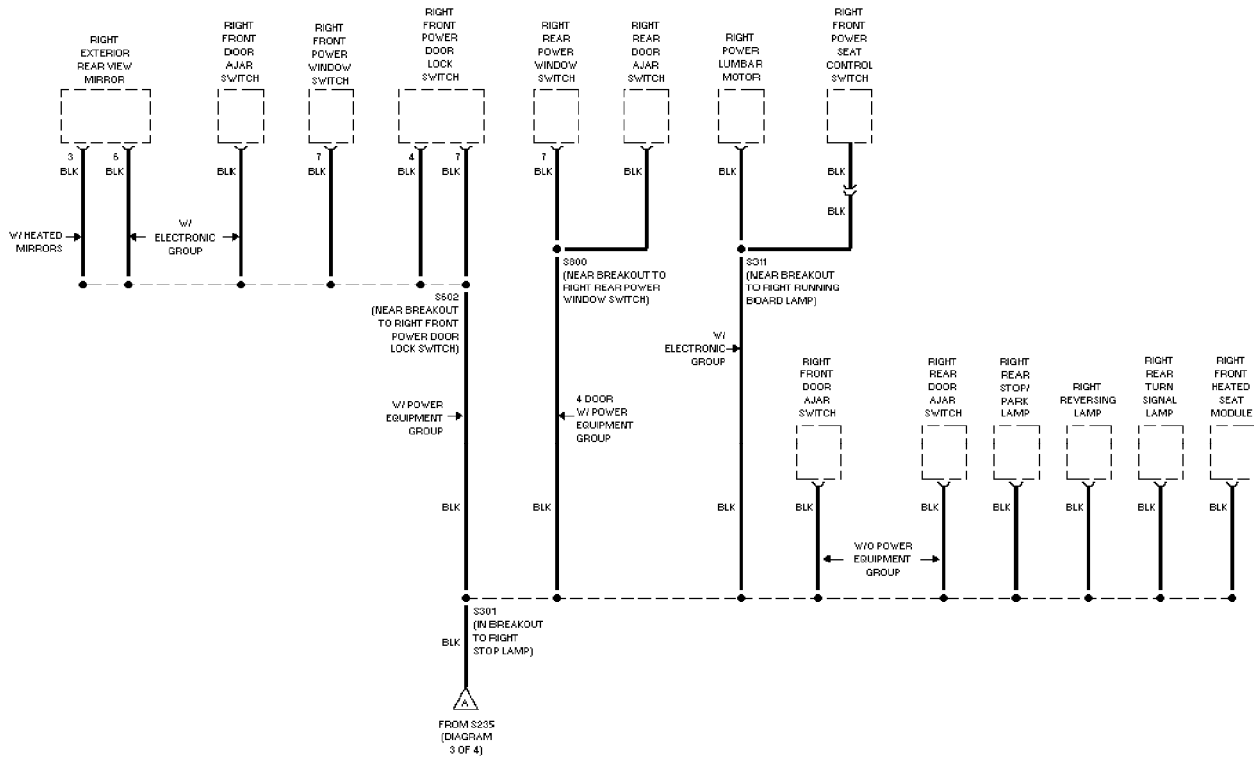 RIGHT
EXTERIOR
REAR VIEW
MIRROR
RIGHT
FRONT
DOOR
AJAR
SWITCH
RIGHT
FRONT
POWER
WINDOW
SWITCH
RIGHT
FRONT
POWER
DOOR
LOCK
SWITCH
RIGHT
REAR
POWER
WINDOW
SWITCH
RIGHT
REAR
DOOR
AJAR
SWITCH
RIGHT
POWER
LUMBAR
MOTOR
RIGHT
FRONT
POWER
SEAT
CONTROL
SWITCH
3
BLK
6
BLK
BLK
7
BLK
4
BLK
7
BLK
7
BLK
BLK
BLK
BLK
BLK
W/ HEATED
MIRRORS
W/
ELECTRONIC
GROUP
S602
(NEAR BREAKOUT
TO RIGHT FRONT
POWER DOOR
LOCK SWITCH)
S800
(NEAR BREAKOUT TO
RIGHT REAR POWER
WINDOW SWITCH)
S311
(NEAR BREAKOUT
TO RIGHT RUNNING
BOARD LAMP)
W/
ELECTRONIC
GROUP
W/ POWER
EQUIPMENT
GROUP
4 DOOR
W/ POWER
EQUIPMENT
GROUP
RIGHT
FRONT
DOOR
AJAR
SWITCH
RIGHT
REAR
DOOR
AJAR
SWITCH
RIGHT
REAR
STOP/
PARK
LAMP
RIGHT
REVERSING
LAMP
RIGHT
REAR
TURN
SIGNAL
LAMP
RIGHT
FRONT
HEATED
SEAT
MODULE
BLK
BLK
BLK
BLK
BLK
BLK
BLK
BLK
BLK
W/O POWER
EQUIPMENT
GROUP
S301
(IN BREAKOUT
TO RIGHT
STOP LAMP)
BLK
A
FROM S235
(DIAGRAM
3 OF 4)